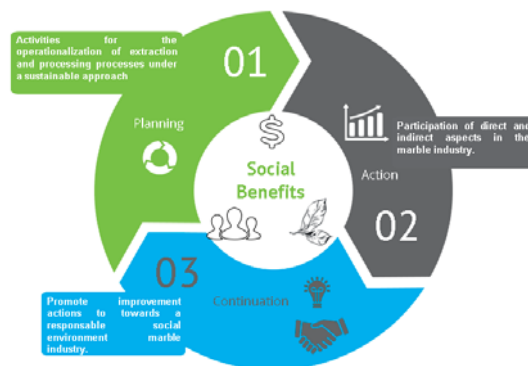 Activities for the
operationalization of extraction
and processing processes under
a sustainable approach
01
Planning
$
Social
Benefits
Participation of direct and
indirect aspects in the
marble industry.
Action
02
03
Continuation
Promote improvement
actions to towards a
responsable social
environment marble
industry.